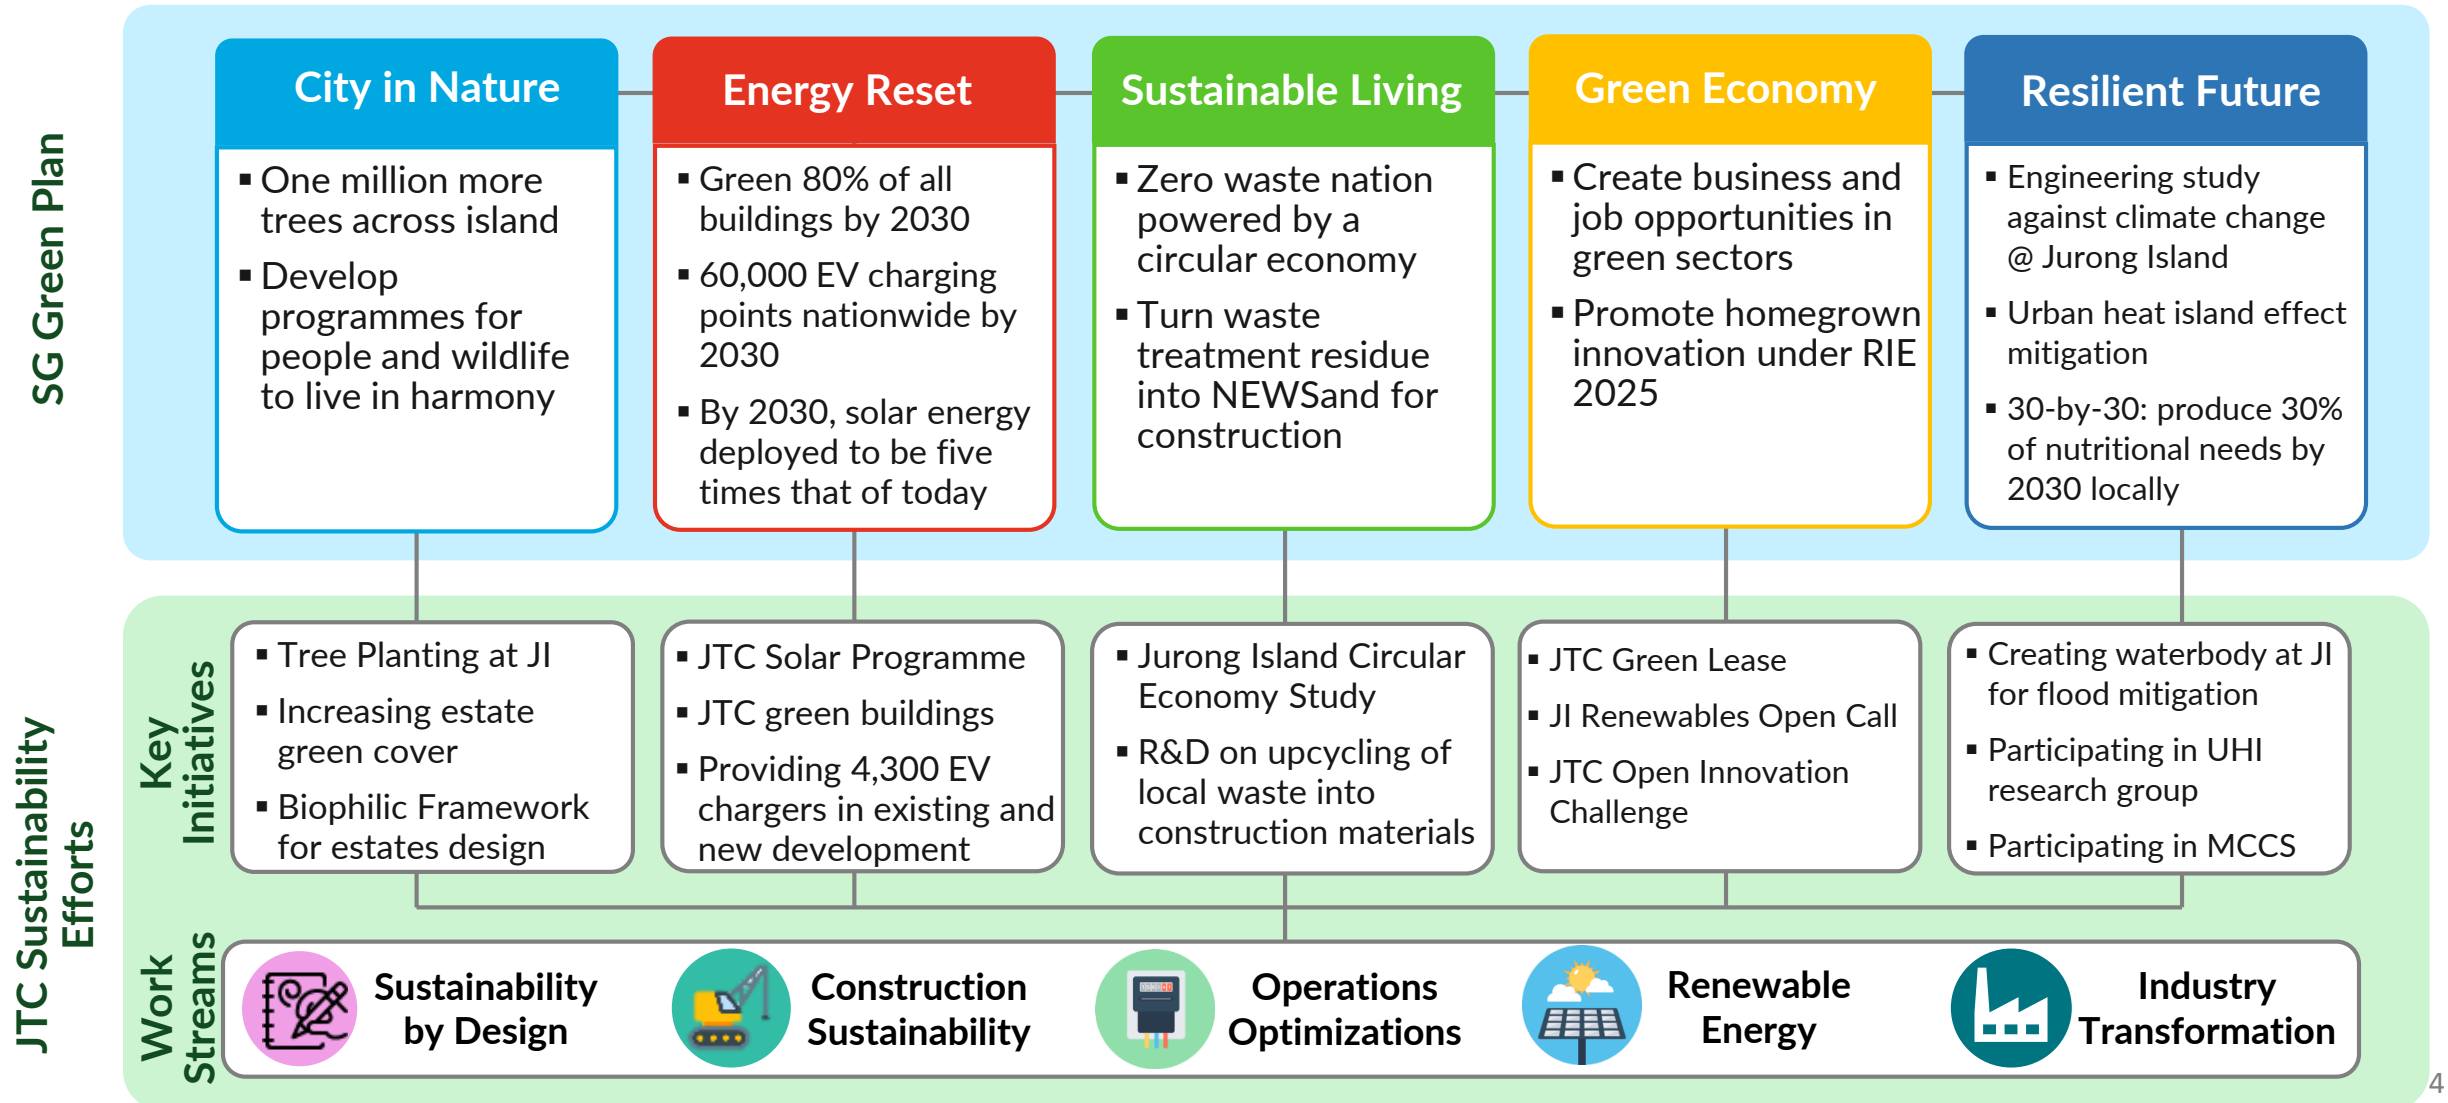 SG Green Plan
City in Nature
▪ One million more
trees across island
▪ Develop
programmes for
people and wildlife
to live in harmony
Energy Reset
▪ Green 80% of all
buildings by 2030
▪ 60,000 EV charging
points nationwide by
2030
▪ By 2030, solar energy
deployed to be five
times that of today
Sustainable Living
▪ Zero waste nation
powered by a
circular economy
▪ Turn waste
treatment residue
into NEWSand for
construction
Green Economy
▪ Create business and
job opportunities in
green sectors
▪ Promote homegrown
innovation under RIE
2025
Resilient Future
▪ Engineering study
against climate change
@ Jurong Island
▪ Urban heat island effect
mitigation
▪ 30-by-30: produce 30%
of nutritional needs by
2030 locally
JTC Sustainability
Efforts
Key
Initiatives
▪ Tree Planting at JI
▪ Increasing estate
green cover
▪ Biophilic Framework
for estates design
▪ JTC Solar Programme
▪ JTC green buildings
▪ Providing 4,300 EV
chargers in existing and
new development
▪ Jurong Island Circular
Economy Study
▪ R&D on upcycling of
local waste into
construction materials
▪ JTC Green Lease
▪ JI Renewables Open Call
▪ JTC Open Innovation
Challenge
▪ Creating waterbody at JI
for flood mitigation
▪ Participating in UHI
research group
▪ Participating in MCCS
Work
Streams
Sustainability
by Design
Construction
Sustainability
Operations
Optimizations
Renewable
Energy
Industry
Transformation
4